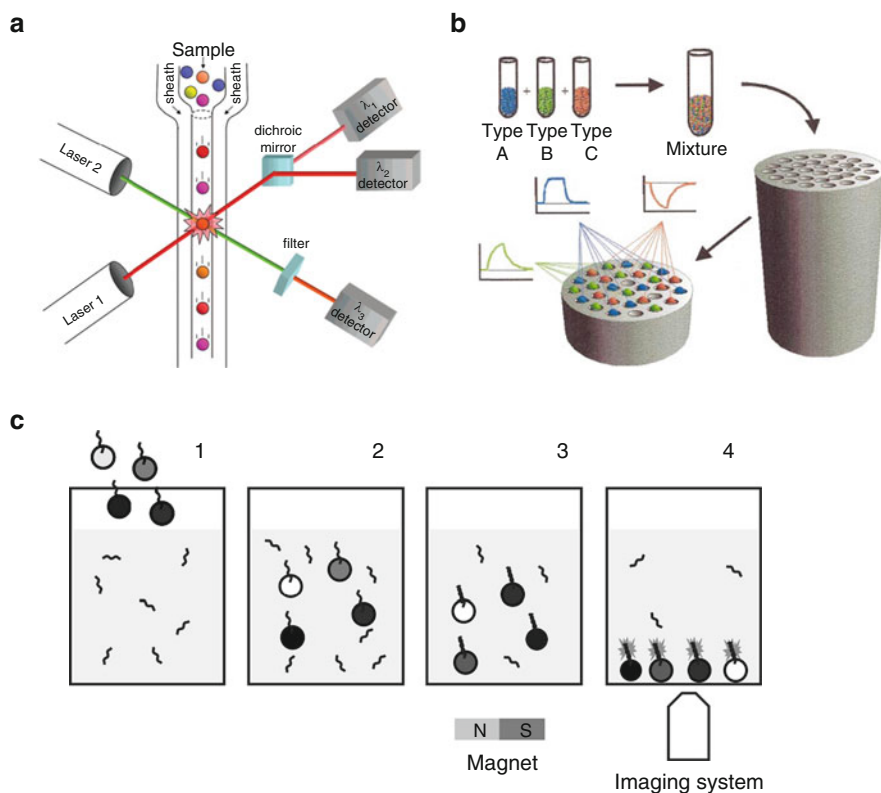 a
Sample
sheath
sheath
Laser 2
Laser 1
dichroic
mirror
λ1
detector
λ2
detector
filter
λ3
detector
b
+ +
Type Type Type
A B C
Mixture
c
1
2
3
4
N S
Magnet
Imaging system